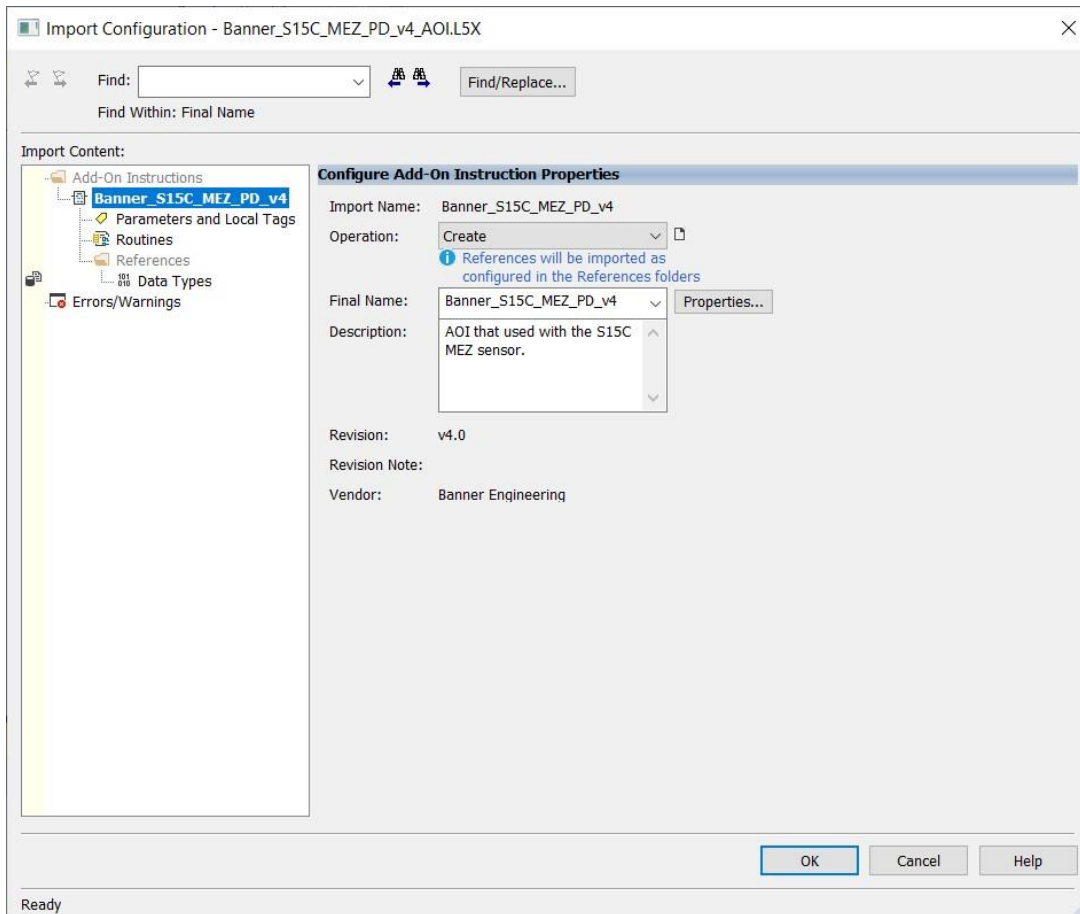 Import Configuration - Banner_S15C_MEZ_PD_v4_AOI.L5X
Find:
Find/Replace...
Find Within: Final Name
Import Content:
Add-On Instructions
Banner_S15C_MEZ_PD_v4
Parameters and Local Tags
Routines
References
Data Types
Errors/Warnings
Configure Add-On Instruction Properties
Import Name: Banner_S15C_MEZ_PD_v4
Operation: Create
References will be imported as
configured in the References folders
Final Name: Banner_S15C_MEZ_PD_v4 Properties...
Description: AOI that used with the S15C
MEZ sensor.
Revision: v4.0
Revision Note:
Vendor: Banner Engineering
OK Cancel Help
Ready